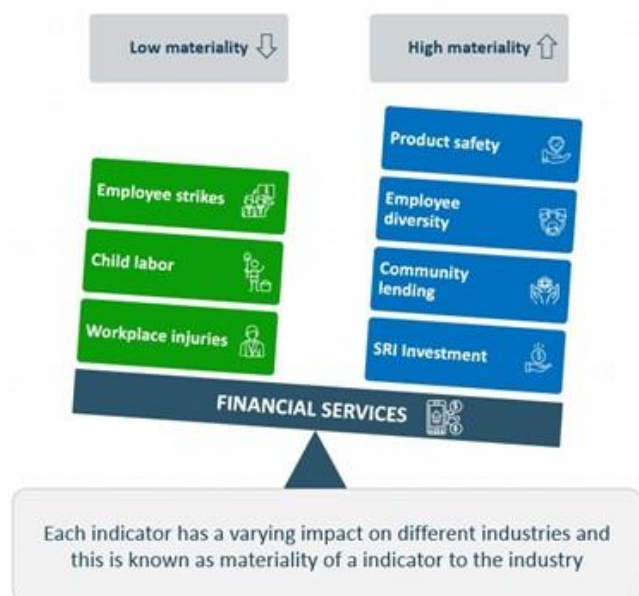 Low materiality
High materiality
Product safety
Employee strikes
Employee
diversity
Child labor
Community
lending
Workplace injuries
SRI Investment
FINANCIAL SERVICES
Each indicator has a varying impact on different industries and
this is known as materiality of a indicator to the industry